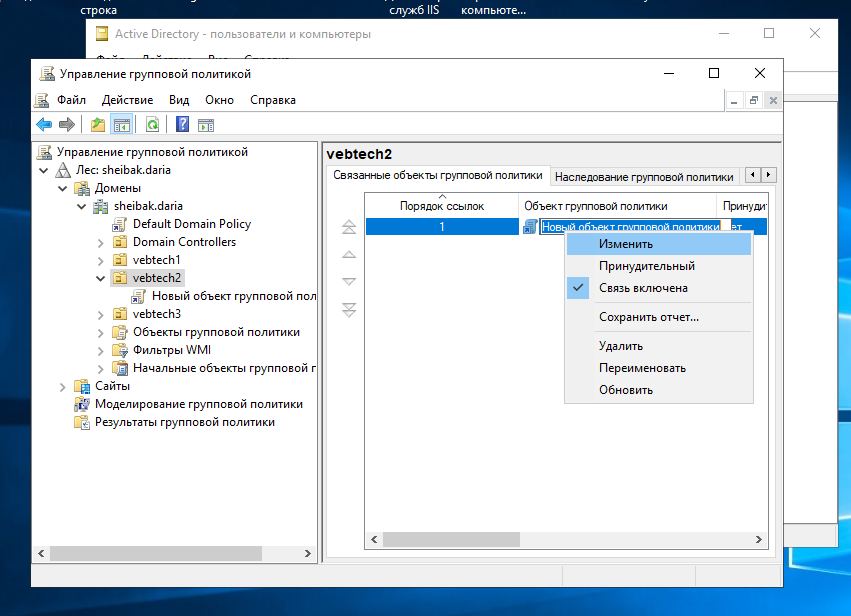 строка
служб IIS
компьюте...
Active Directory - пользователи и компьютеры
Управление групповой политикой
Файл Действие Вид Окно Справка
Управление групповой политикой
Лес: sheibak.daria
Домены
sheibak.daria
Default Domain Policy
Domain Controllers
vebtech1
vebtech2
Новый объект групповой пол
vebtech3
Объекты групповой политики
Фильтры WMI
Начальные объекты групповой г
Сайты
Моделирование групповой политики
Результаты групповой политики
vebtech2
Связанные объекты групповой политики
Наследование групповой политики
Порядок ссылок
Объект групповой политики
Принудит
1
Новый объект групповой политики
ет
Изменить
Принудительный
Связь включена
Сохранить отчет...
Удалить
Переименовать
Обновить